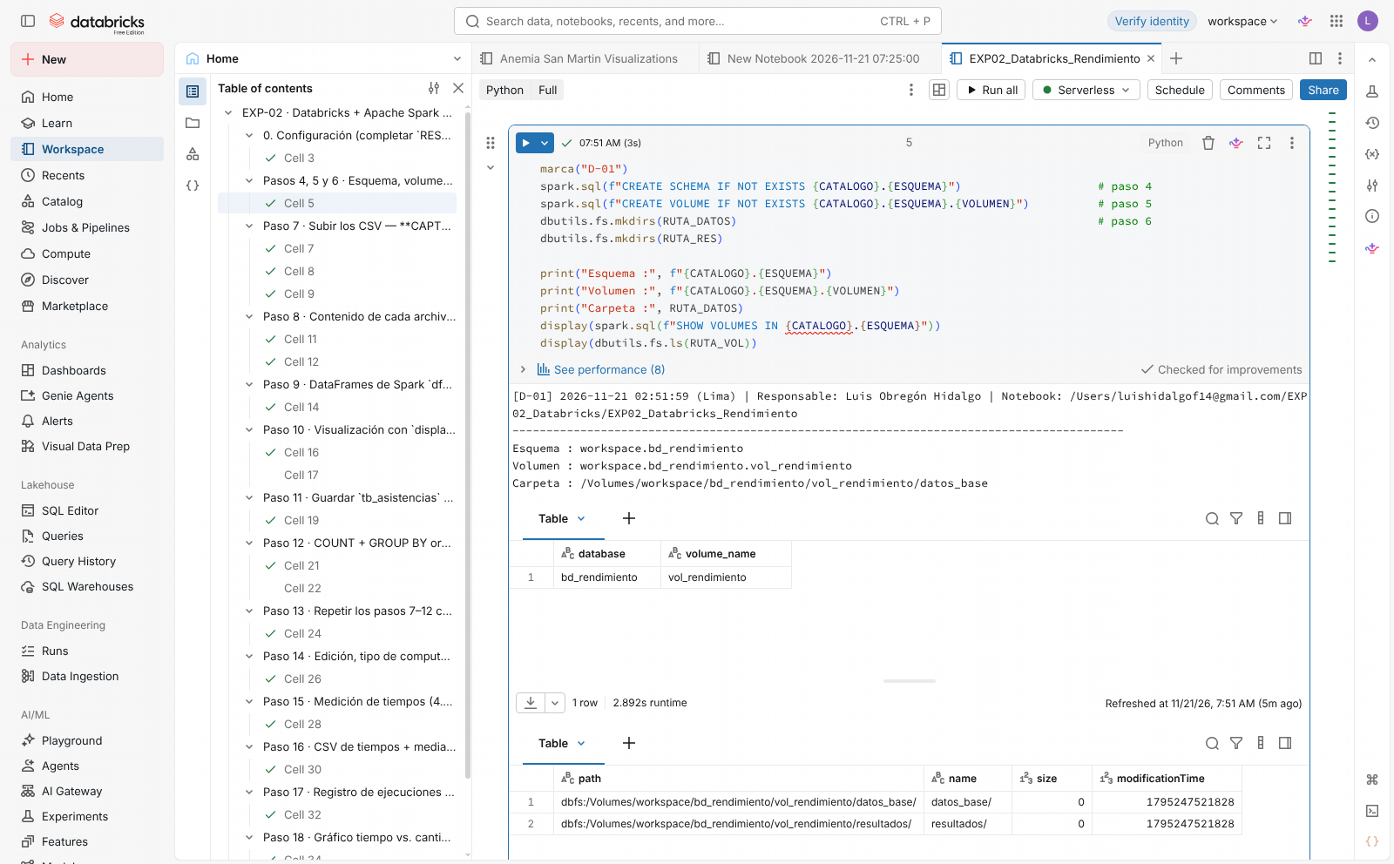 databricks
Free Edition
Search data, notebooks, recents, and more...
CTRL + P
Verify identity
workspace
L
New
Home
Learn
Workspace
Recents
Catalog
Jobs & Pipelines
Compute
Discover
Marketplace
Analytics
Dashboards
Genie Agents
Alerts
Visual Data Prep
Lakehouse
SQL Editor
Queries
Query History
SQL Warehouses
Data Engineering
Runs
Data Ingestion
AI/ML
Playground
Agents
AI Gateway
Experiments
Features
Home
Table of contents
EXP-02 · Databricks + Apache Spark ...
0. Configuración (completar `RES...
Cell 3
Pasos 4, 5 y 6 · Esquema, volume...
Cell 5
Paso 7 · Subir los CSV — **CAPT...
Cell 7
Cell 8
Cell 9
Paso 8 · Contenido de cada archiv...
Cell 11
Cell 12
Paso 9 · DataFrames de Spark `df...
Cell 14
Paso 10 · Visualización con `displa...
Cell 16
Cell 17
Paso 11 · Guardar `tb_asistencias` ...
Cell 19
Paso 12 · COUNT + GROUP BY or...
Cell 21
Cell 22
Paso 13 · Repetir los pasos 7–12 c...
Cell 24
Paso 14 · Edición, tipo de comput...
Cell 26
Paso 15 · Medición de tiempos (4....
Cell 28
Paso 16 · CSV de tiempos + media...
Cell 30
Paso 17 · Registro de ejecuciones ...
Cell 32
Paso 18 · Gráfico tiempo vs. canti...
Cell 34
Anemia San Martin Visualizations
New Notebook 2026-11-21 07:25:00
EXP02_Databricks_Rendimiento
Python
Full
Run all
Serverless
Schedule
Comments
Share
07:51 AM (3s)
5
Python
marca("D-01")
spark.sql(f"CREATE SCHEMA IF NOT EXISTS {CATALOGO}.{ESQUEMA}") # paso 4
spark.sql(f"CREATE VOLUME IF NOT EXISTS {CATALOGO}.{ESQUEMA}.{VOLUMEN}") # paso 5
dbutils.fs.mkdirs(RUTA_DATOS) # paso 6
dbutils.fs.mkdirs(RUTA_RES)
print("Esquema :", f"{CATALOGO}.{ESQUEMA}")
print("Volumen :", f"{CATALOGO}.{ESQUEMA}.{VOLUMEN}")
print("Carpeta :", RUTA_DATOS)
display(spark.sql(f"SHOW VOLUMES IN {CATALOGO}.{ESQUEMA}"))
display(dbutils.fs.ls(RUTA_VOL))
See performance (8)
Checked for improvements
[D-01] 2026-11-21 02:51:59 (Lima) | Responsable: Luis Obregón Hidalgo | Notebook: /Users/luishidalgof14@gmail.com/EXP
02_Databricks/EXP02_Databricks_Rendimiento
------------------------------------------------------------------------------------------
Esquema : workspace.bd_rendimiento
Volumen : workspace.bd_rendimiento.vol_rendimiento
Carpeta : /Volumes/workspace/bd_rendimiento/vol_rendimiento/datos_base
Table
database volume_name
1 bd_rendimiento vol_rendimiento
1 row
2.892s runtime
Refreshed at 11/21/26, 7:51 AM (5m ago)
Table
path name size modificationTime
1 dbfs:/Volumes/workspace/bd_rendimiento/vol_rendimiento/datos_base/ datos_base/ 0 1795247521828
2 dbfs:/Volumes/workspace/bd_rendimiento/vol_rendimiento/resultados/ resultados/ 0 1795247521828